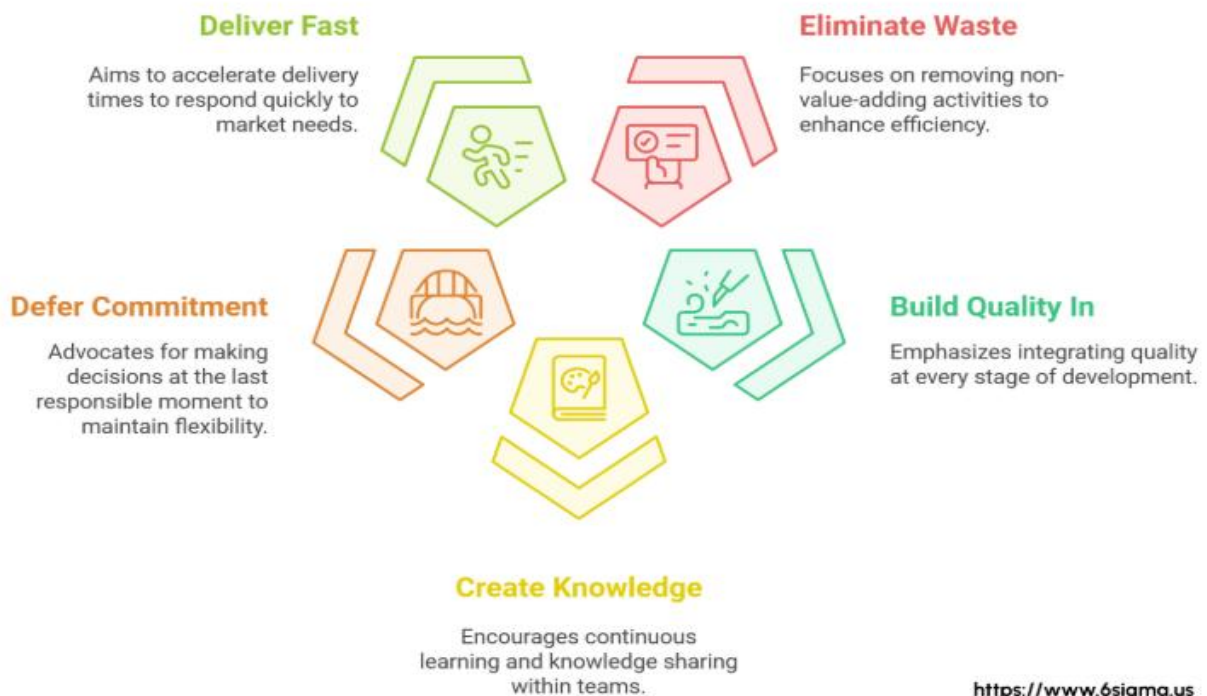 Deliver Fast
Aims to accelerate delivery
times to respond quickly to
market needs.
Eliminate Waste
Focuses on removing non-
value-adding activities to
enhance efficiency.
Defer Commitment
Advocates for making
decisions at the last
responsible moment to
maintain flexibility.
Build Quality In
Emphasizes integrating quality
at every stage of development.
Create Knowledge
Encourages continuous
learning and knowledge sharing
within teams.
https://www.6sigma.us